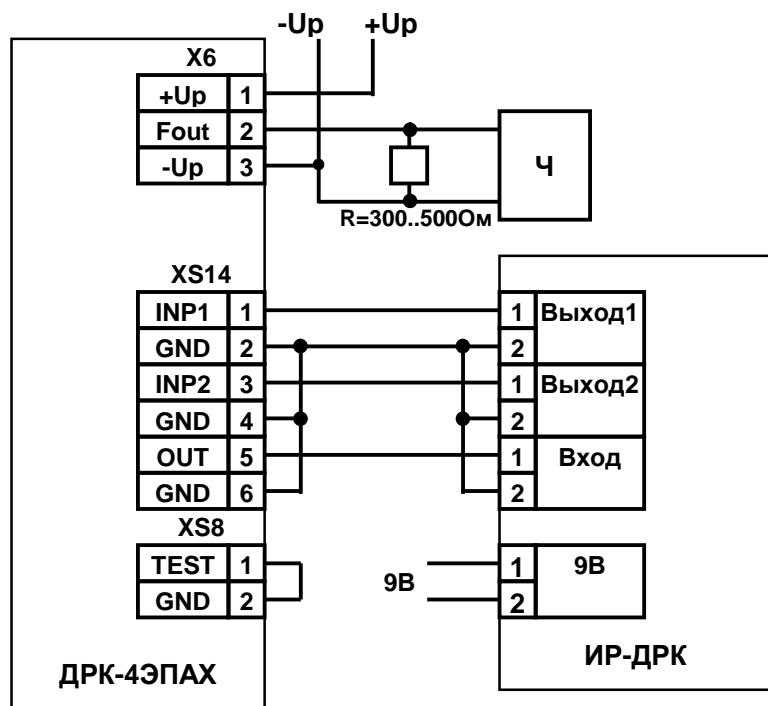 -Up +Up
X6
+Up 1
Fout 2
-Up 3
Ч
R=300..500Ом
XS14
INP1 1
GND 2
INP2 3
GND 4
OUT 5
GND 6
1 Выход1
2
1 Выход2
2
1 Вход
2
XS8
TEST 1
GND 2
9В
1 9В
2
ДРК-4ЭПАХ
ИР-ДРК